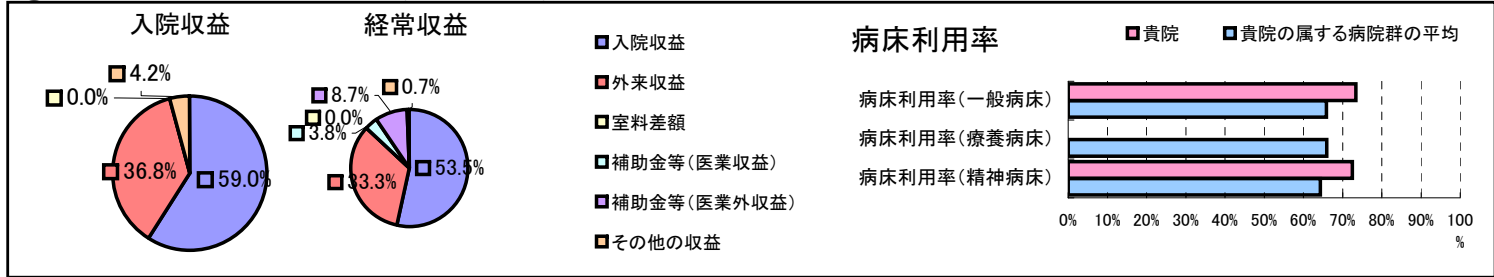 入院収益
4.2%
0.0%
36.8%
59.0%
経常収益
0.7%
8.7%
0.0%
3.8%
33.3%
53.5%
入院収益
外来収益
室料差額
補助金等(医業収益)
補助金等(医業外収益)
その他の収益
病床利用率
貴院
貴院の属する病院群の平均
病床利用率(一般病床)
病床利用率(療養病床)
病床利用率(精神病床)
0% 10% 20% 30% 40% 50% 60% 70% 80% 90% 100
%